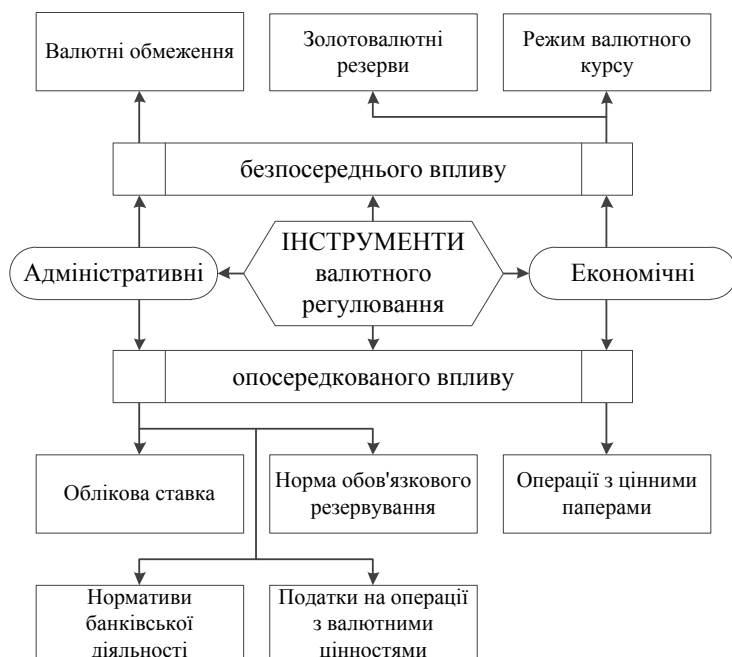 Валютні обмеження
Золотовалютні
резерви
Режим валютного
курсу
безпосереднього впливу
ІНСТРУМЕНТИ
валютного
регулювання
Адміністративні
Економічні
опосередкованого впливу
Облікова ставка
Норма обов'язкового
резервування
Операції з цінними
паперами
Нормативи
банківської
діяльності
Податки на операції
з валютними
цінностями